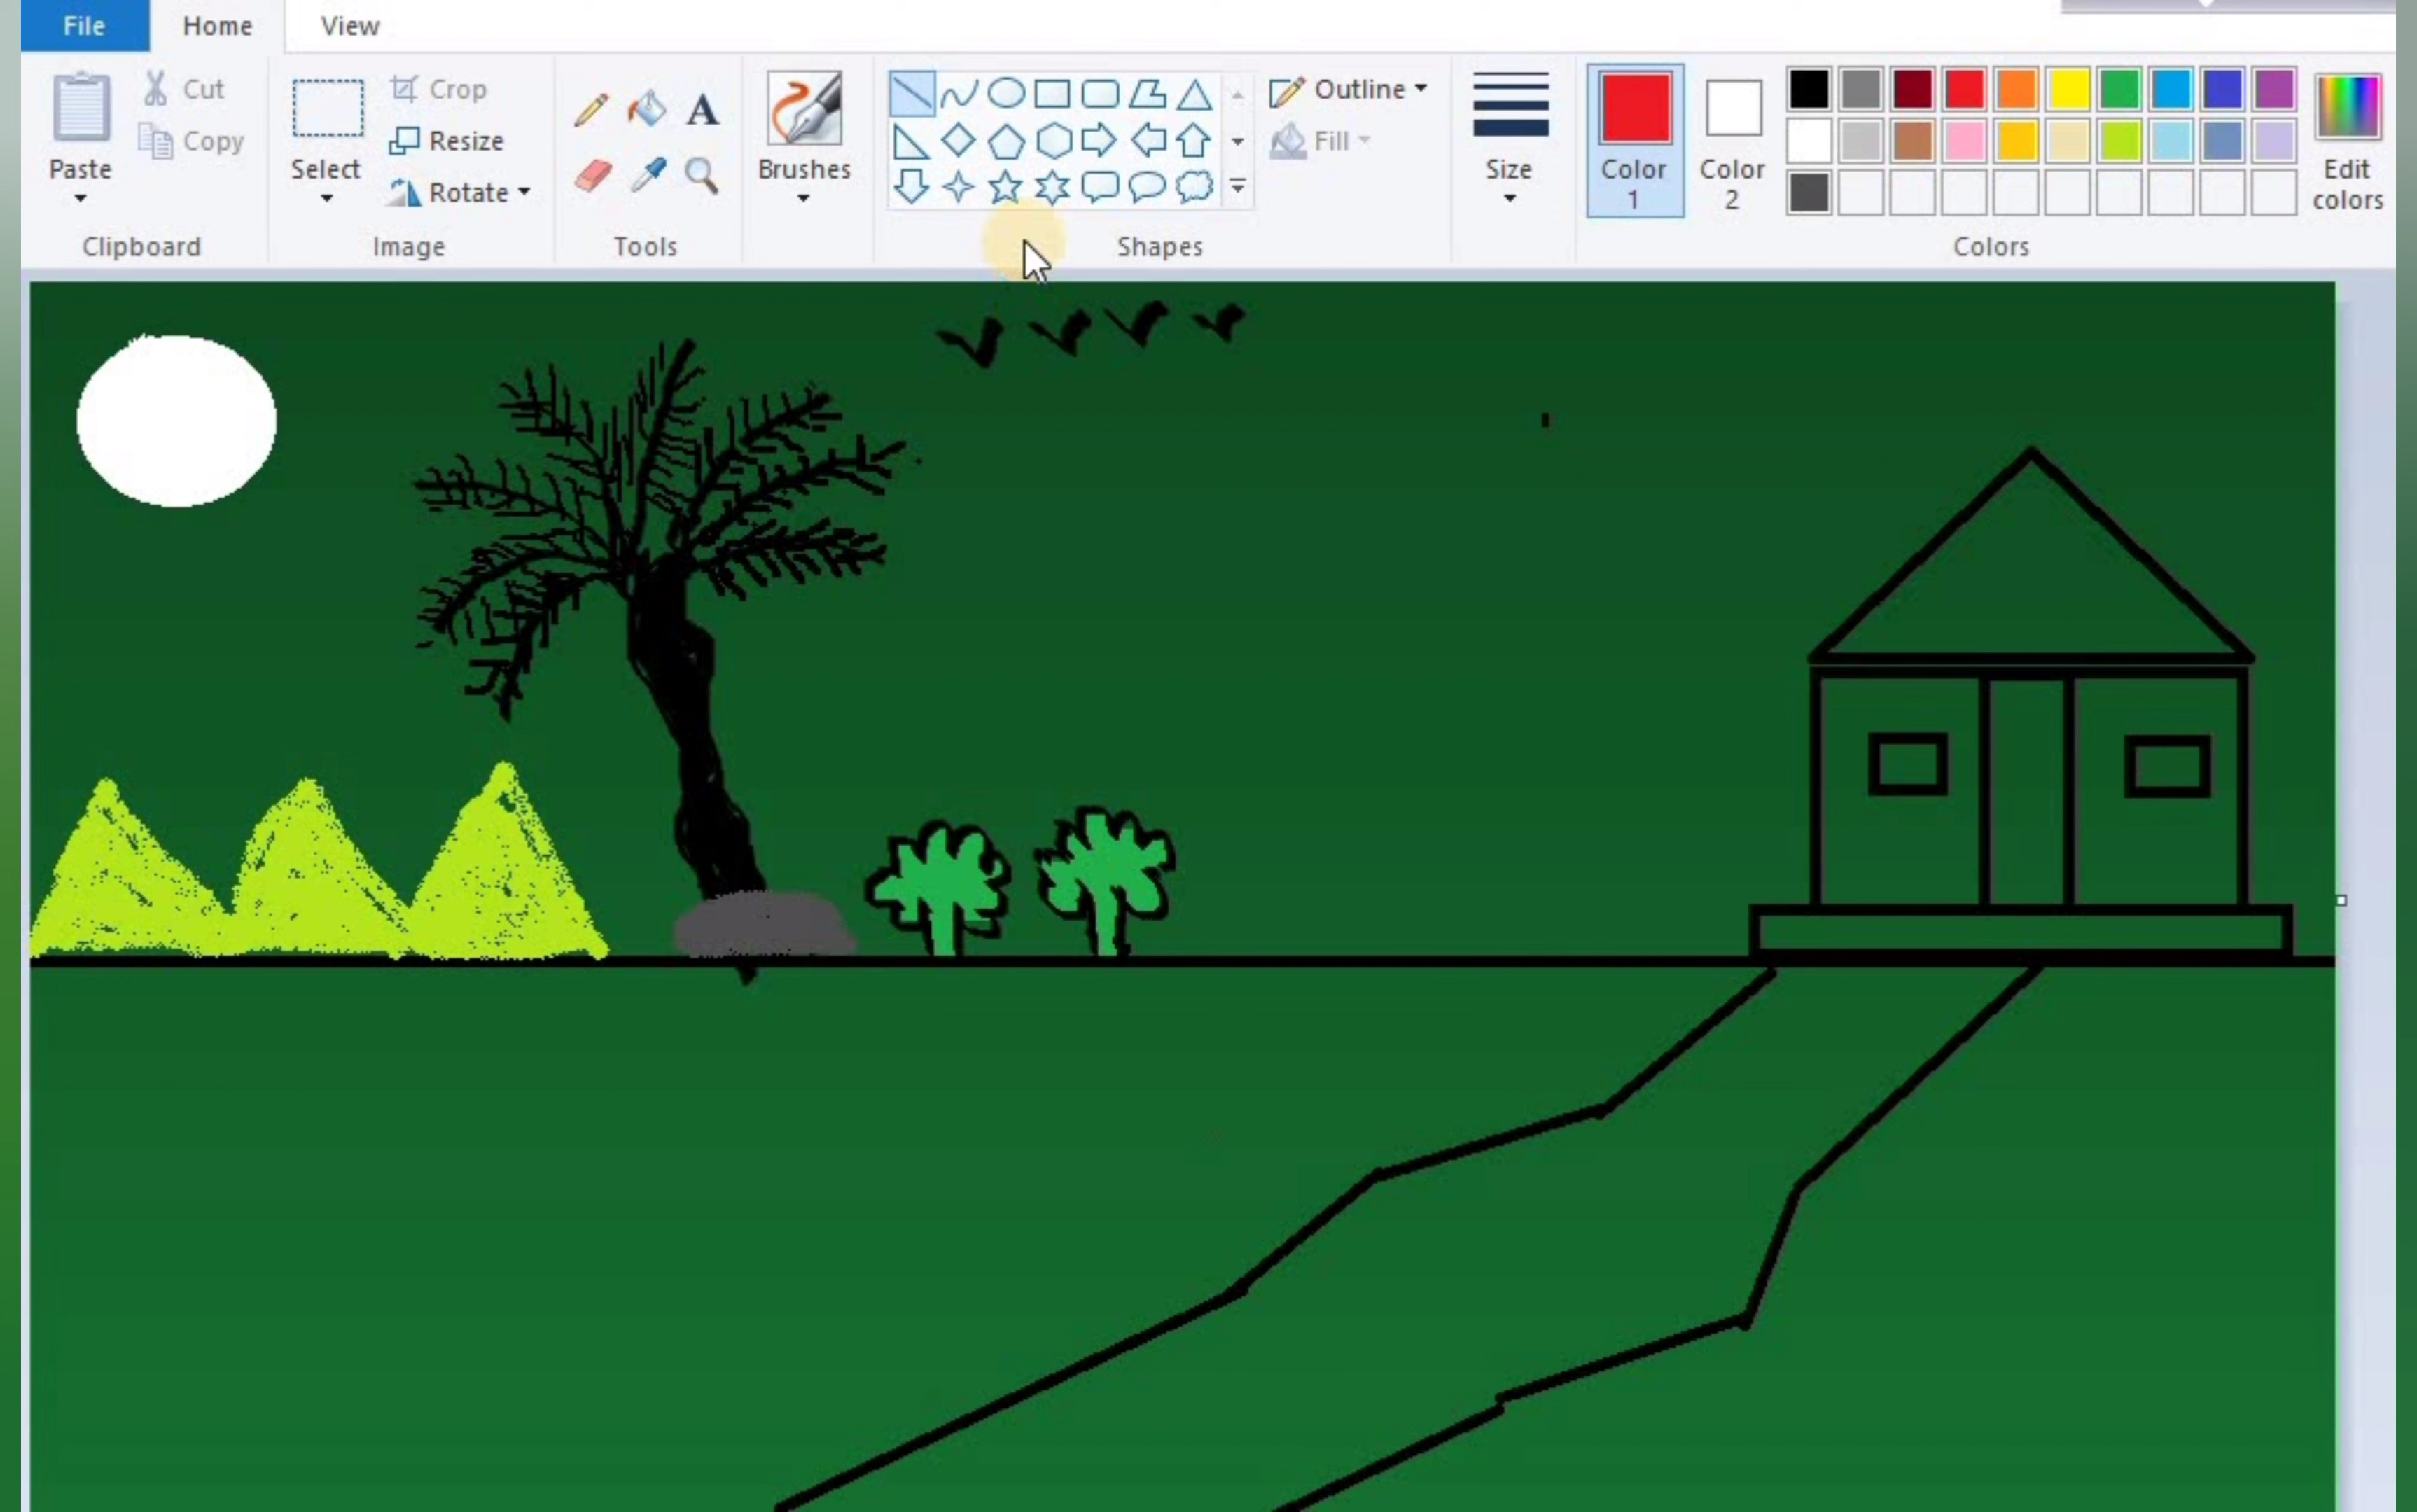 File Home View
Cut
Copy
Paste
Clipboard
Select
Crop
Resize
Rotate
Image
A
Tools
Brushes
Outline
Fill
Shapes
Size
Color
1
Color
2
Edit
colors
Colors